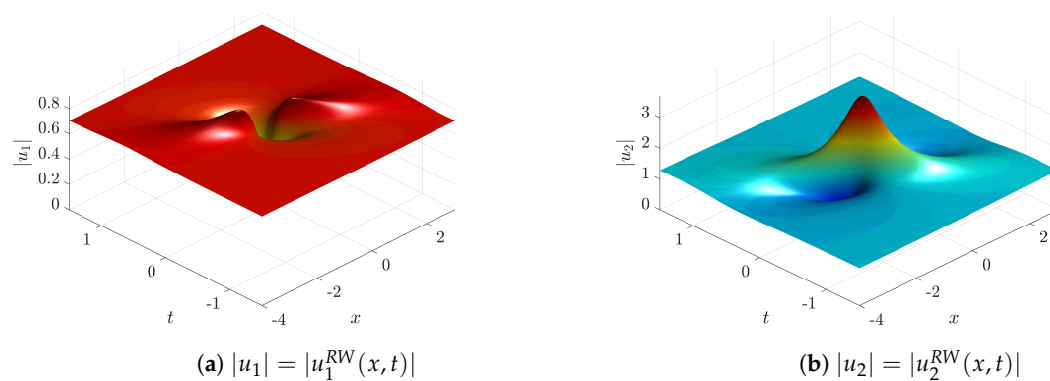 0.8
0.6
0.4
0.2
0
|u₁|
1
0
-1
t
-4
-2
0
2
x
3
2
1
0
|u₂|
1
0
-1
t
-4
-2
0
2
x
(a) |u₁| = |u₁^{RW}(x, t)|
(b) |u₂| = |u₂^{RW}(x, t)|